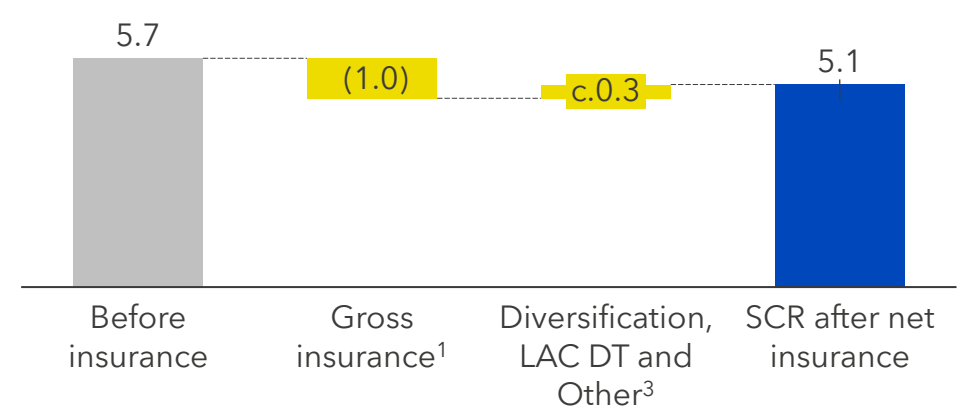 5.7
(1.0)
c.0.3
5.1
Before
insurance
Gross
insurance¹
Diversification,
LAC DT and
Other³
SCR after net
insurance